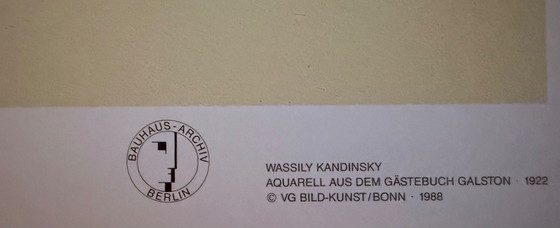 BAUHAUS-ARCHIV
BERLIN
WASSILY KANDINSKY
AQUARELL AUS DEM GÄSTEBUCH GALSTON · 1922
© VG BILD-KUNST/BONN · 1988